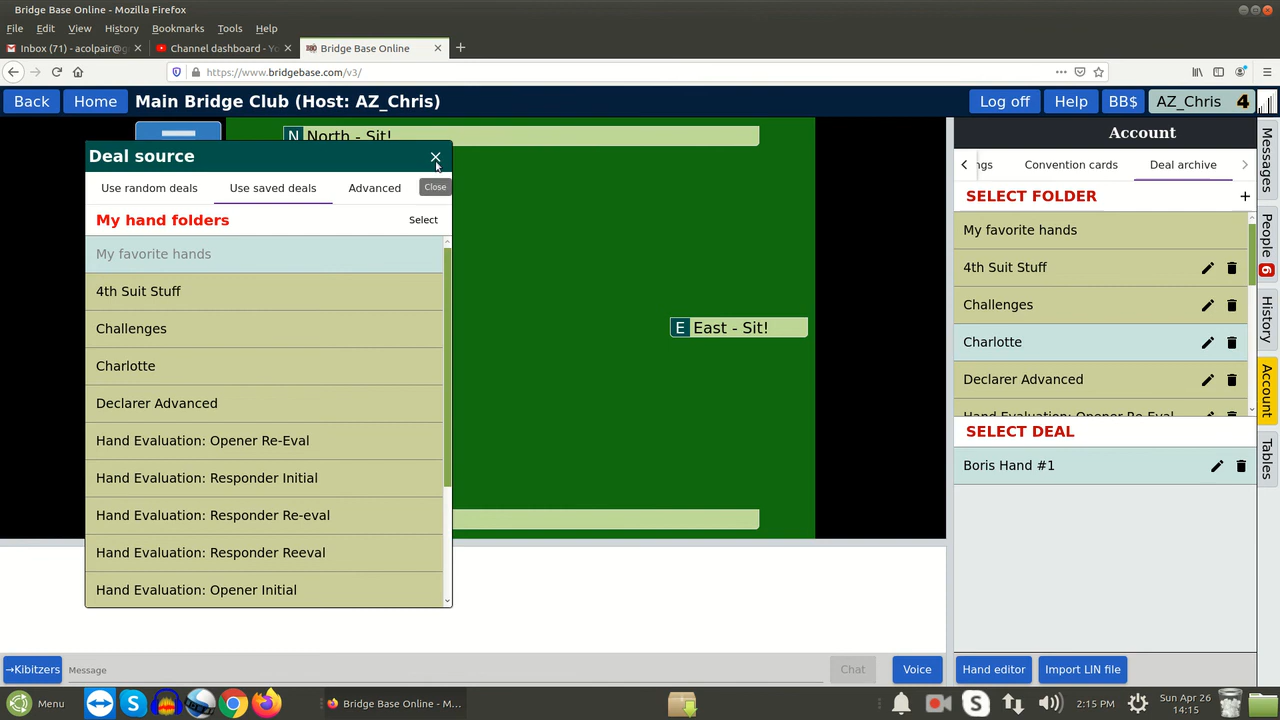 Bridge Base Online - Mozilla Firefox
File Edit View History Bookmarks Tools Help
Inbox (71) - acolpair@g
Channel dashboard - Yo
Bridge Base Online
https://www.bridgebase.com/v3/
Back Home Main Bridge Club (Host: AZ_Chris) Log off Help BB$ AZ_Chris 4
N North - Sit!
E East - Sit!
Deal source
Close
Use random deals Use saved deals Advanced
My hand folders Select
My favorite hands
4th Suit Stuff
Challenges
Charlotte
Declarer Advanced
Hand Evaluation: Opener Re-Eval
Hand Evaluation: Responder Initial
Hand Evaluation: Responder Re-eval
Hand Evaluation: Responder Reeval
Hand Evaluation: Opener Initial
Account
ngs Convention cards Deal archive
SELECT FOLDER +
My favorite hands
4th Suit Stuff
Challenges
Charlotte
Declarer Advanced
Hand Evaluation: Opener Re-Eval
SELECT DEAL
Boris Hand #1
Messages
People 6
History
Account
Tables
→Kibitzers Message Chat Voice Hand editor Import LIN file
Menu Bridge Base Online - M... 2:15 PM Sun Apr 26
14:15